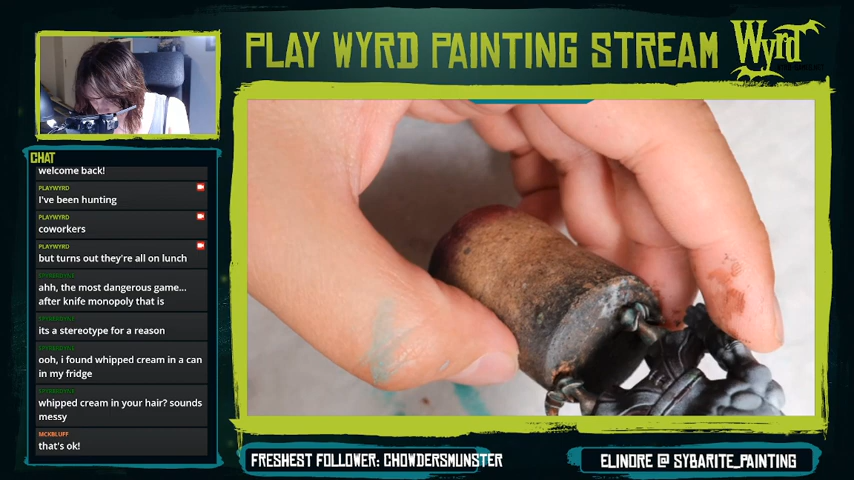 PLAY WYRD PAINTING STREAM
Wyrd
CHAT
welcome back!
PLAYWYRD
I've been hunting
PLAYWYRD
coworkers
PLAYWYRD
but turns out they're all on lunch
ahh, the most dangerous game...
after knife monopoly that is
its a stereotype for a reason
ooh, i found whipped cream in a can
in my fridge
whipped cream in your hair? sounds
messy
MCKBLUFF
that's ok!
FRESHEST FOLLOWER: CHOWDERSMUNSTER
ELINORE @ SYBARITE_PAINTING